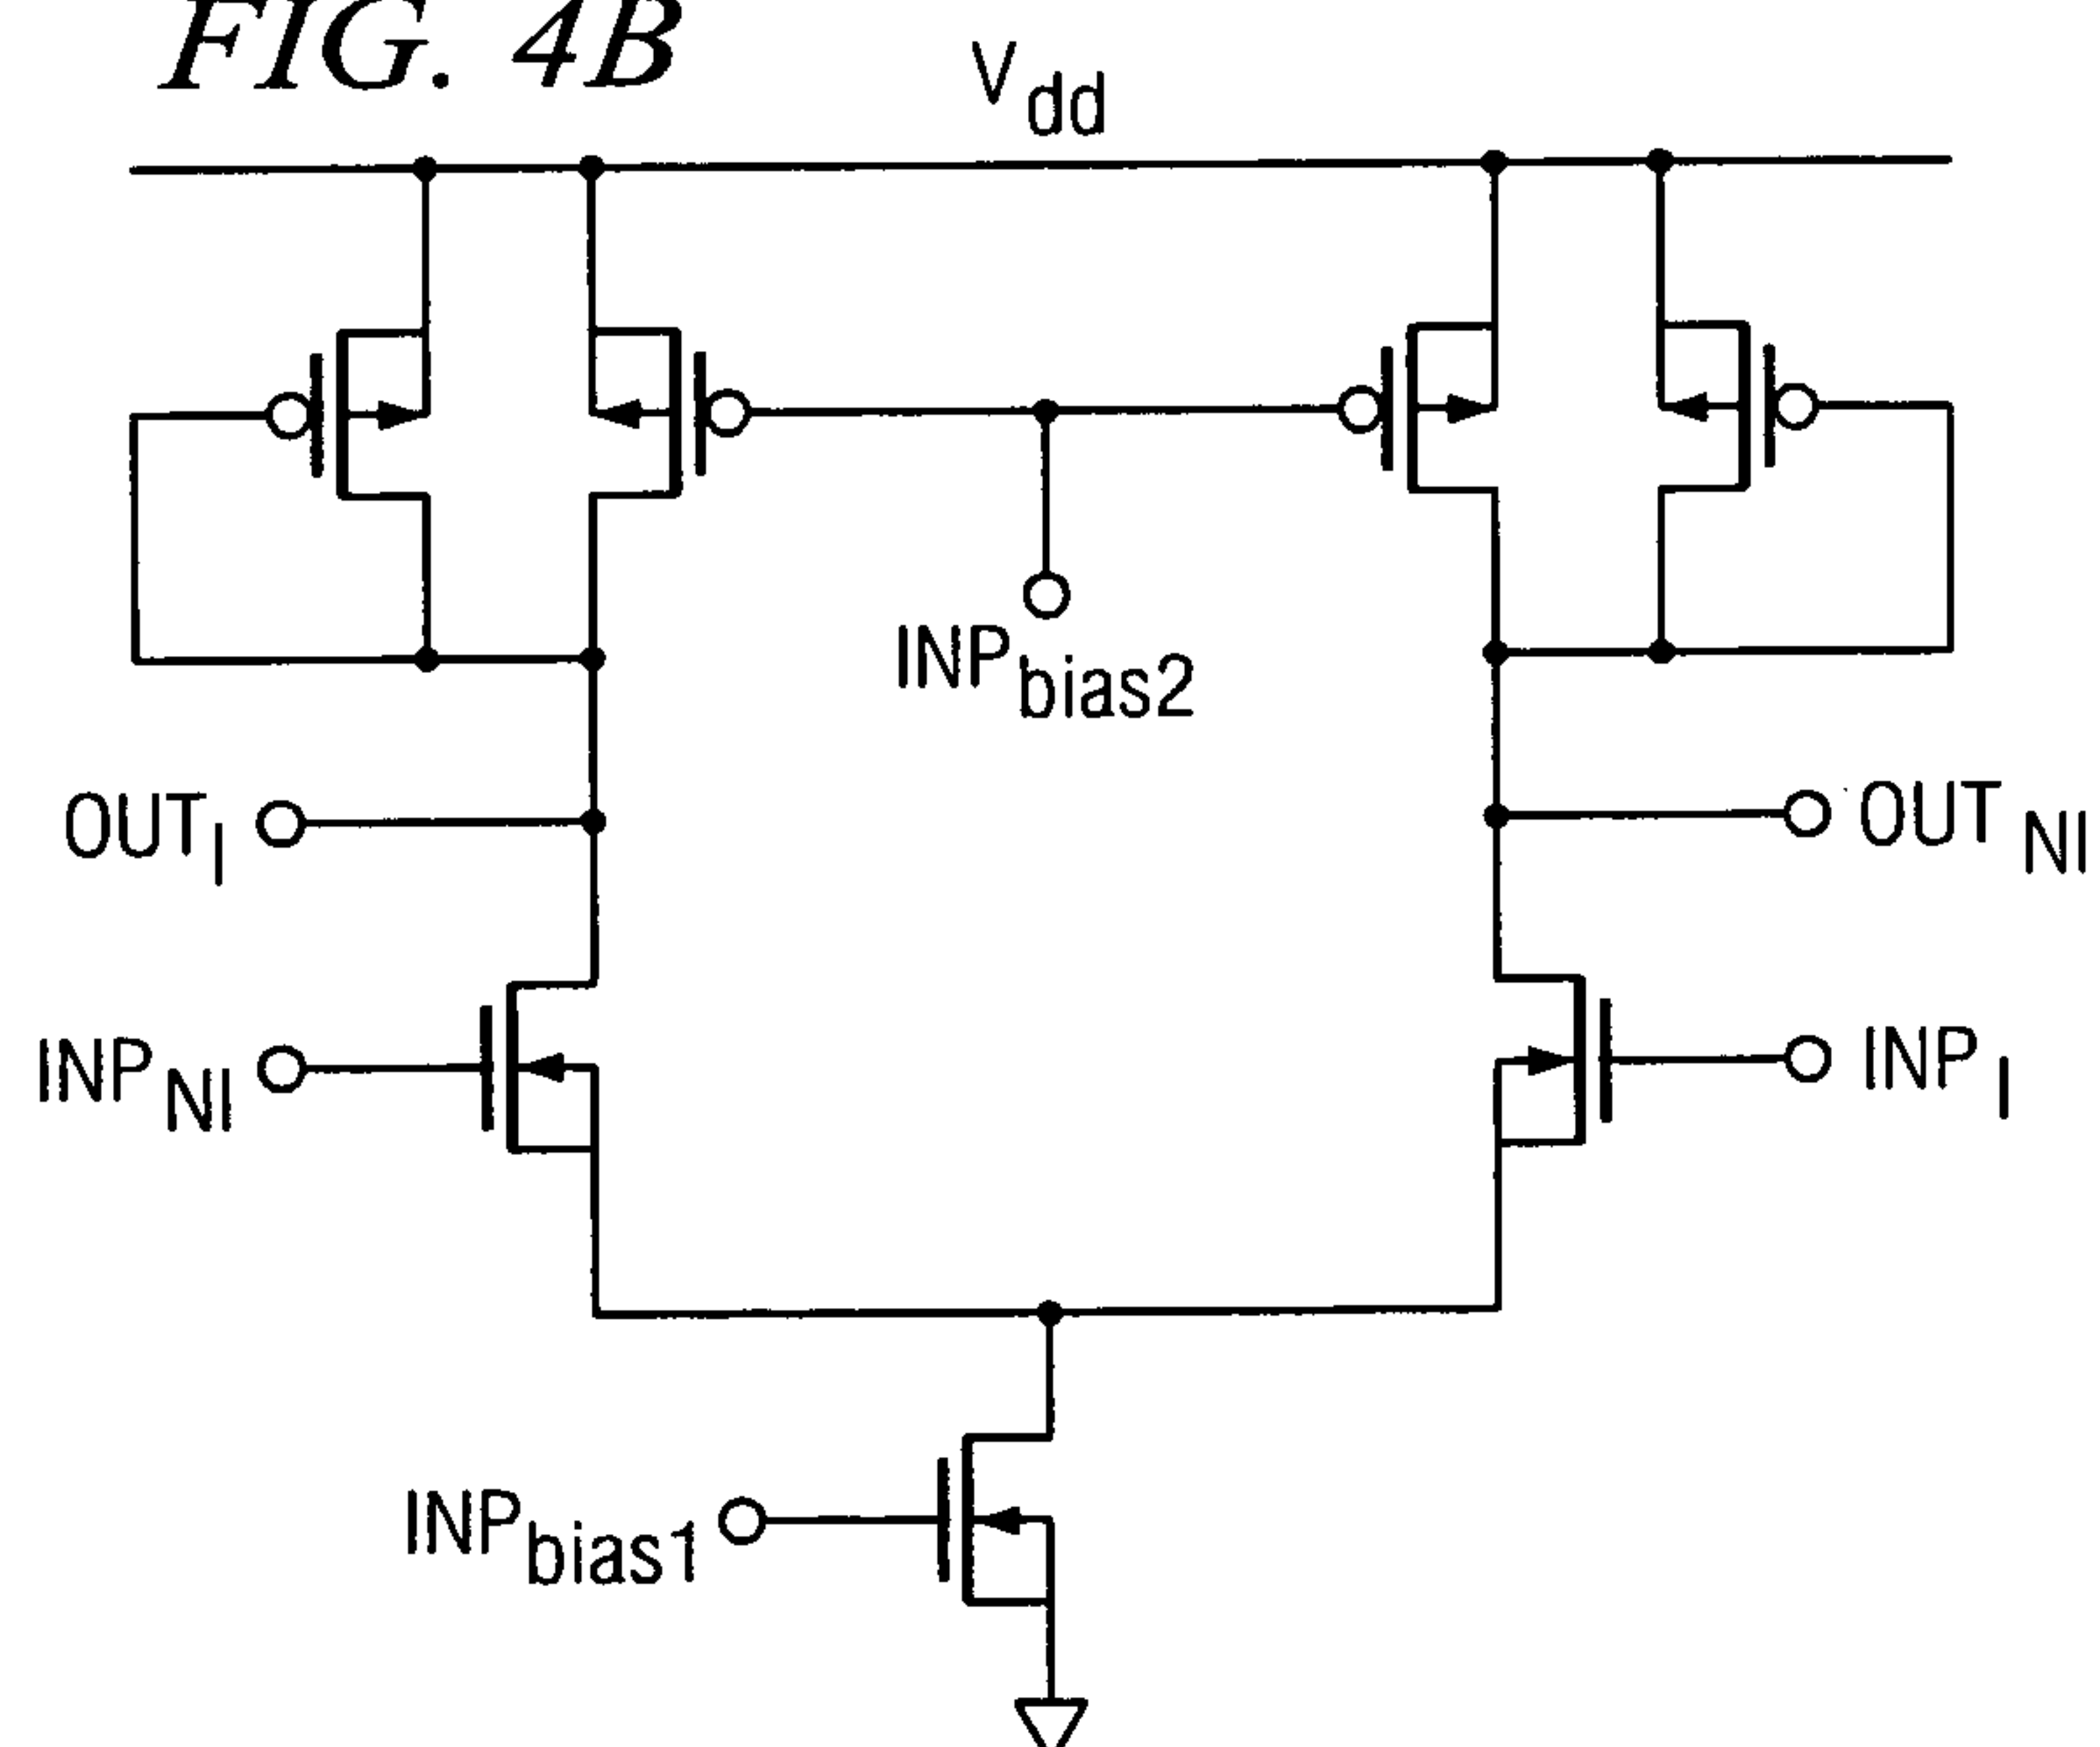 FIG. 4B
Vdd
INPbias2
OUTI
OUTNI
INPNI
INPI
INPbias1